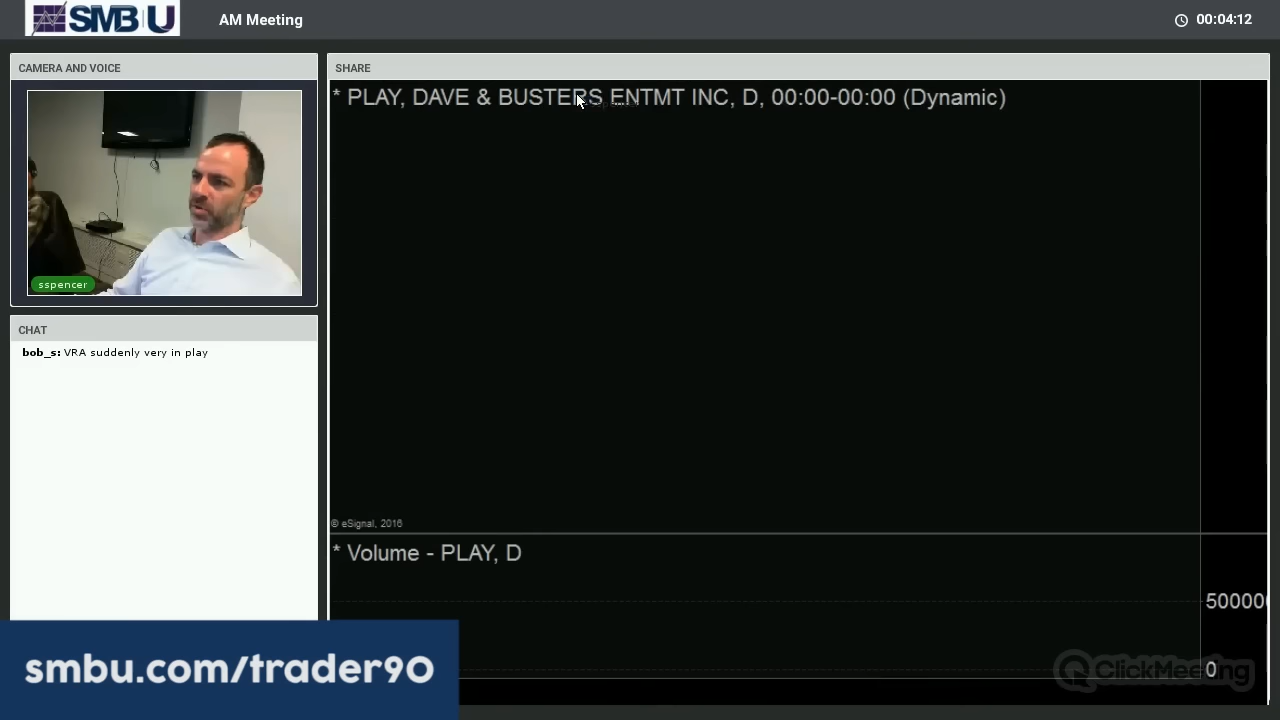 SMB U
AM Meeting
00:04:12
CAMERA AND VOICE
sspencer
SHARE
* PLAY, DAVE & BUSTERS ENTMT INC, D, 00:00-00:00 (Dynamic)
CHAT
bob_s: VRA suddenly very in play
© eSignal, 2016
* Volume - PLAY, D
500000
0
ClickMeeting
smbu.com/trader90